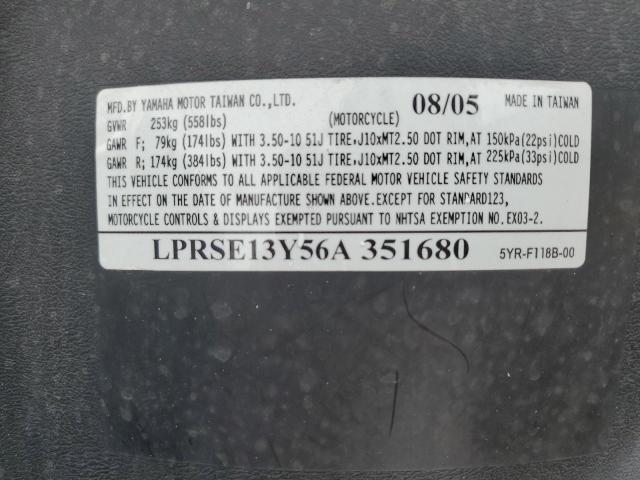 MFD.BY YAMAHA MOTOR TAIWAN CO.,LTD. 08/05 MADE IN TAIWAN
GVWR 253kg (558lbs) (MOTORCYCLE)
GAWR F; 79kg (174lbs) WITH 3.50-10 51J TIRE,J10xMT2.50 DOT RIM,AT 150kPa(22psi)COLD
GAWR R; 174kg (384lbs) WITH 3.50-10 51J TIRE,J10xMT2.50 DOT RIM,AT 225kPa(33psi)COLD
THIS VEHICLE CONFORMS TO ALL APPLICABLE FEDERAL MOTOR VEHICLE SAFETY STANDARDS
IN EFFECT ON THE DATE OF MANUFACTURE SHOWN ABOVE.EXCEPT FOR STANDARD123,
MOTORCYCLE CONTROLS & DISPLAYS EXEMPTED PURSUANT TO NHTSA EXEMPTION NO.EX03-2.
LPRSE13Y56A 351680 5YR-F118B-00